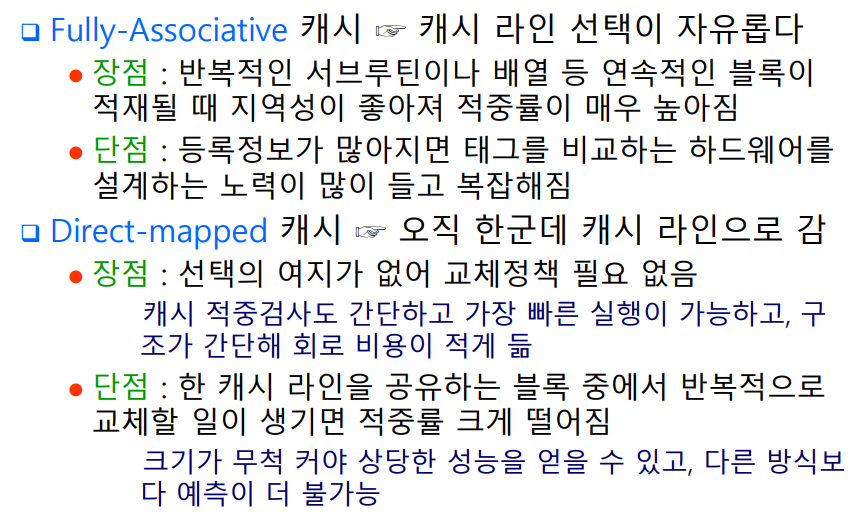 ❑ Fully-Associative 캐시 ☞ 캐시 라인 선택이 자유롭다
● 장점 : 반복적인 서브루틴이나 배열 등 연속적인 블록이
적재될 때 지역성이 좋아져 적중률이 매우 높아짐
● 단점 : 등록정보가 많아지면 태그를 비교하는 하드웨어를
설계하는 노력이 많이 들고 복잡해짐
❑ Direct-mapped 캐시 ☞ 오직 한군데 캐시 라인으로 감
● 장점 : 선택의 여지가 없어 교체정책 필요 없음
캐시 적중검사도 간단하고 가장 빠른 실행이 가능하고, 구
조가 간단해 회로 비용이 적게 듦
● 단점 : 한 캐시 라인을 공유하는 블록 중에서 반복적으로
교체할 일이 생기면 적중률 크게 떨어짐
크기가 무척 커야 상당한 성능을 얻을 수 있고, 다른 방식보
다 예측이 더 불가능